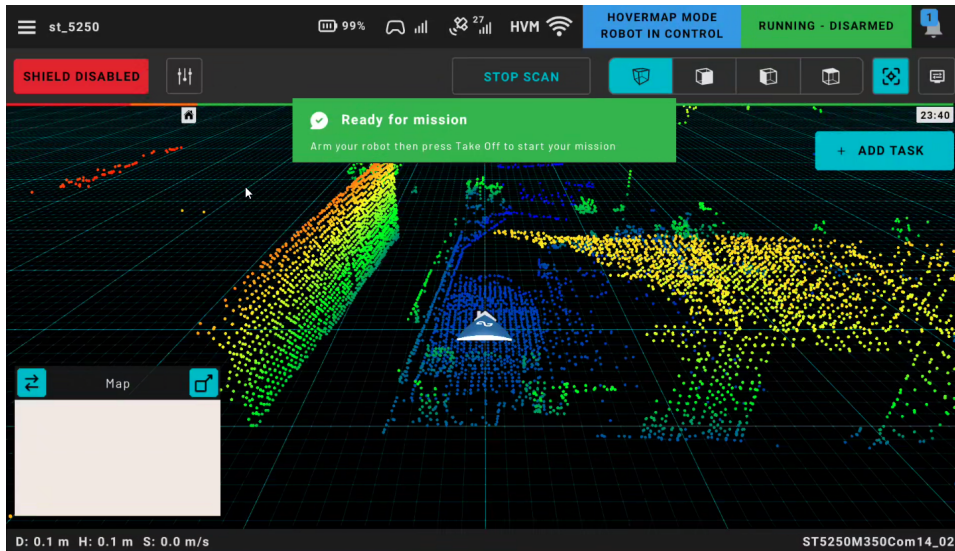 st_5250
99%
27
HVM
HOVERMAP MODE
ROBOT IN CONTROL
RUNNING - DISARMED
1
SHIELD DISABLED
STOP SCAN
Ready for mission
Arm your robot then press Take Off to start your mission
23:40
+ ADD TASK
Map
D: 0.1 m H: 0.1 m S: 0.0 m/s
ST5250M350Com14_02